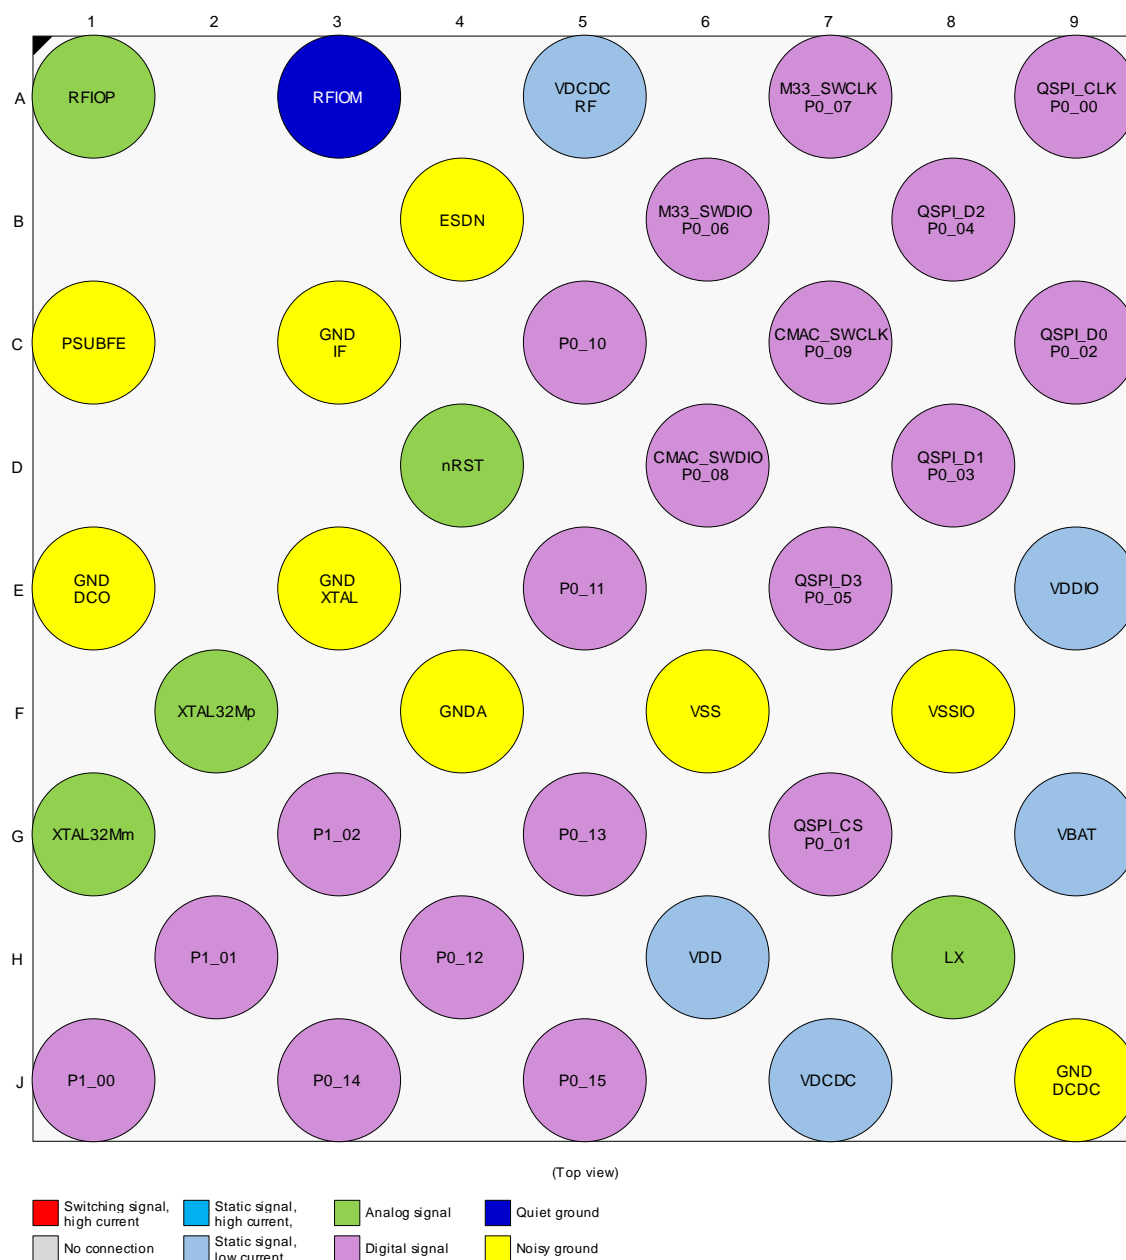 1 2 3 4 5 6 7 8 9
A
RFIOP
RFIOM
VDCDC
RF
M33_SWCLK
P0_07
QSPI_CLK
P0_00
B
ESDN
M33_SWDIO
P0_06
QSPI_D2
P0_04
C
PSUBFE
GND
IF
P0_10
CMAC_SWCLK
P0_09
QSPI_D0
P0_02
D
nRST
CMAC_SWDIO
P0_08
QSPI_D1
P0_03
E
GND
DCO
GND
XTAL
P0_11
QSPI_D3
P0_05
VDDIO
F
XTAL32Mp
GNDA
VSS
VSSIO
G
XTAL32Mm
P1_02
P0_13
QSPI_CS
P0_01
VBAT
H
P1_01
P0_12
VDD
LX
J
P1_00
P0_14
P0_15
VDCDC
GND
DCDC
(Top view)
Switching signal,
high current
Static signal,
high current,
Analog signal
Quiet ground
No connection
Static signal,
low current
Digital signal
Noisy ground